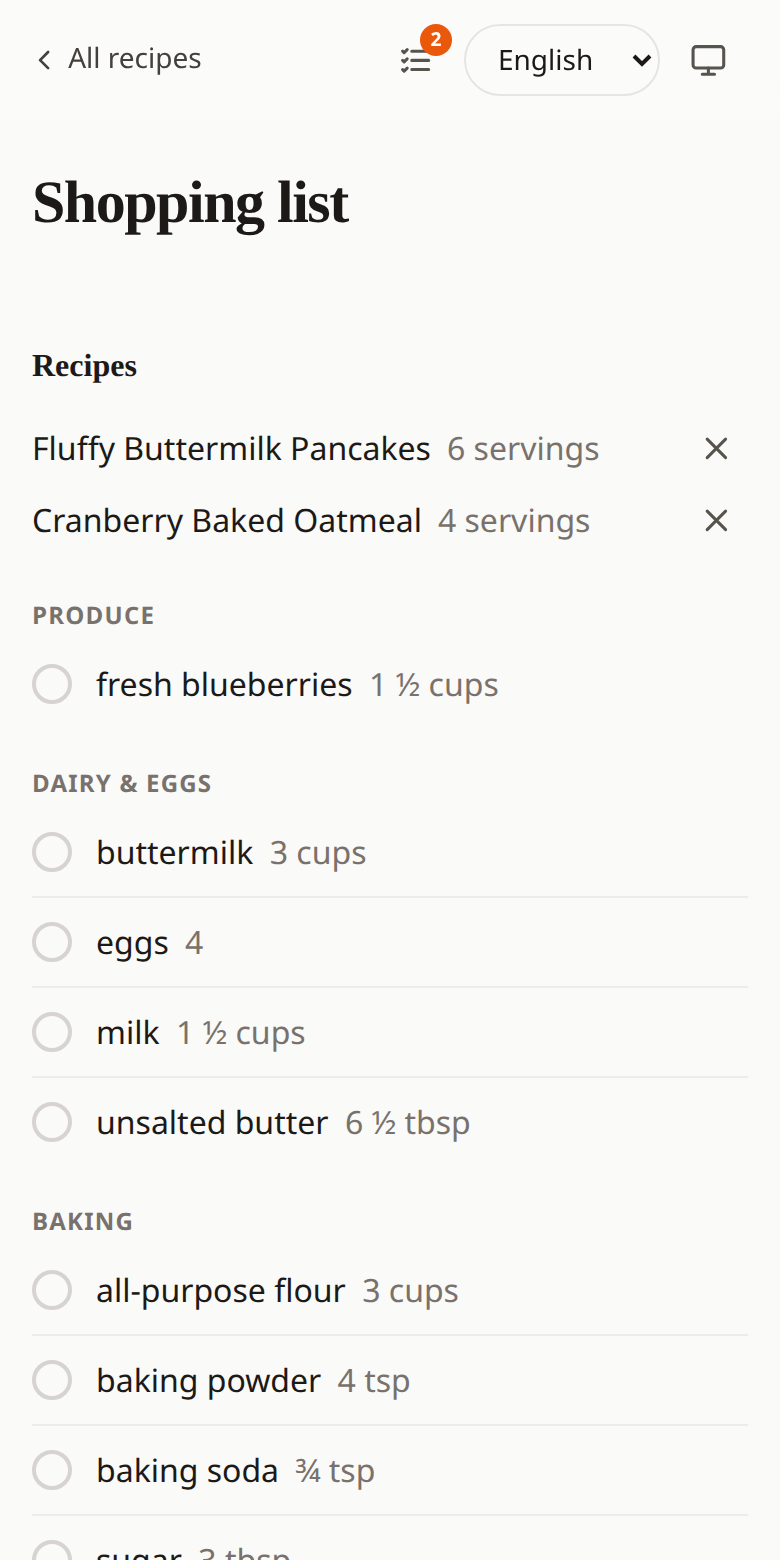 All recipes
2
English
Shopping list
Recipes
Fluffy Buttermilk Pancakes 6 servings
Cranberry Baked Oatmeal 4 servings
PRODUCE
fresh blueberries 1 ½ cups
DAIRY & EGGS
buttermilk 3 cups
eggs 4
milk 1 ½ cups
unsalted butter 6 ½ tbsp
BAKING
all-purpose flour 3 cups
baking powder 4 tsp
baking soda ¾ tsp
sugar 3 tbsp